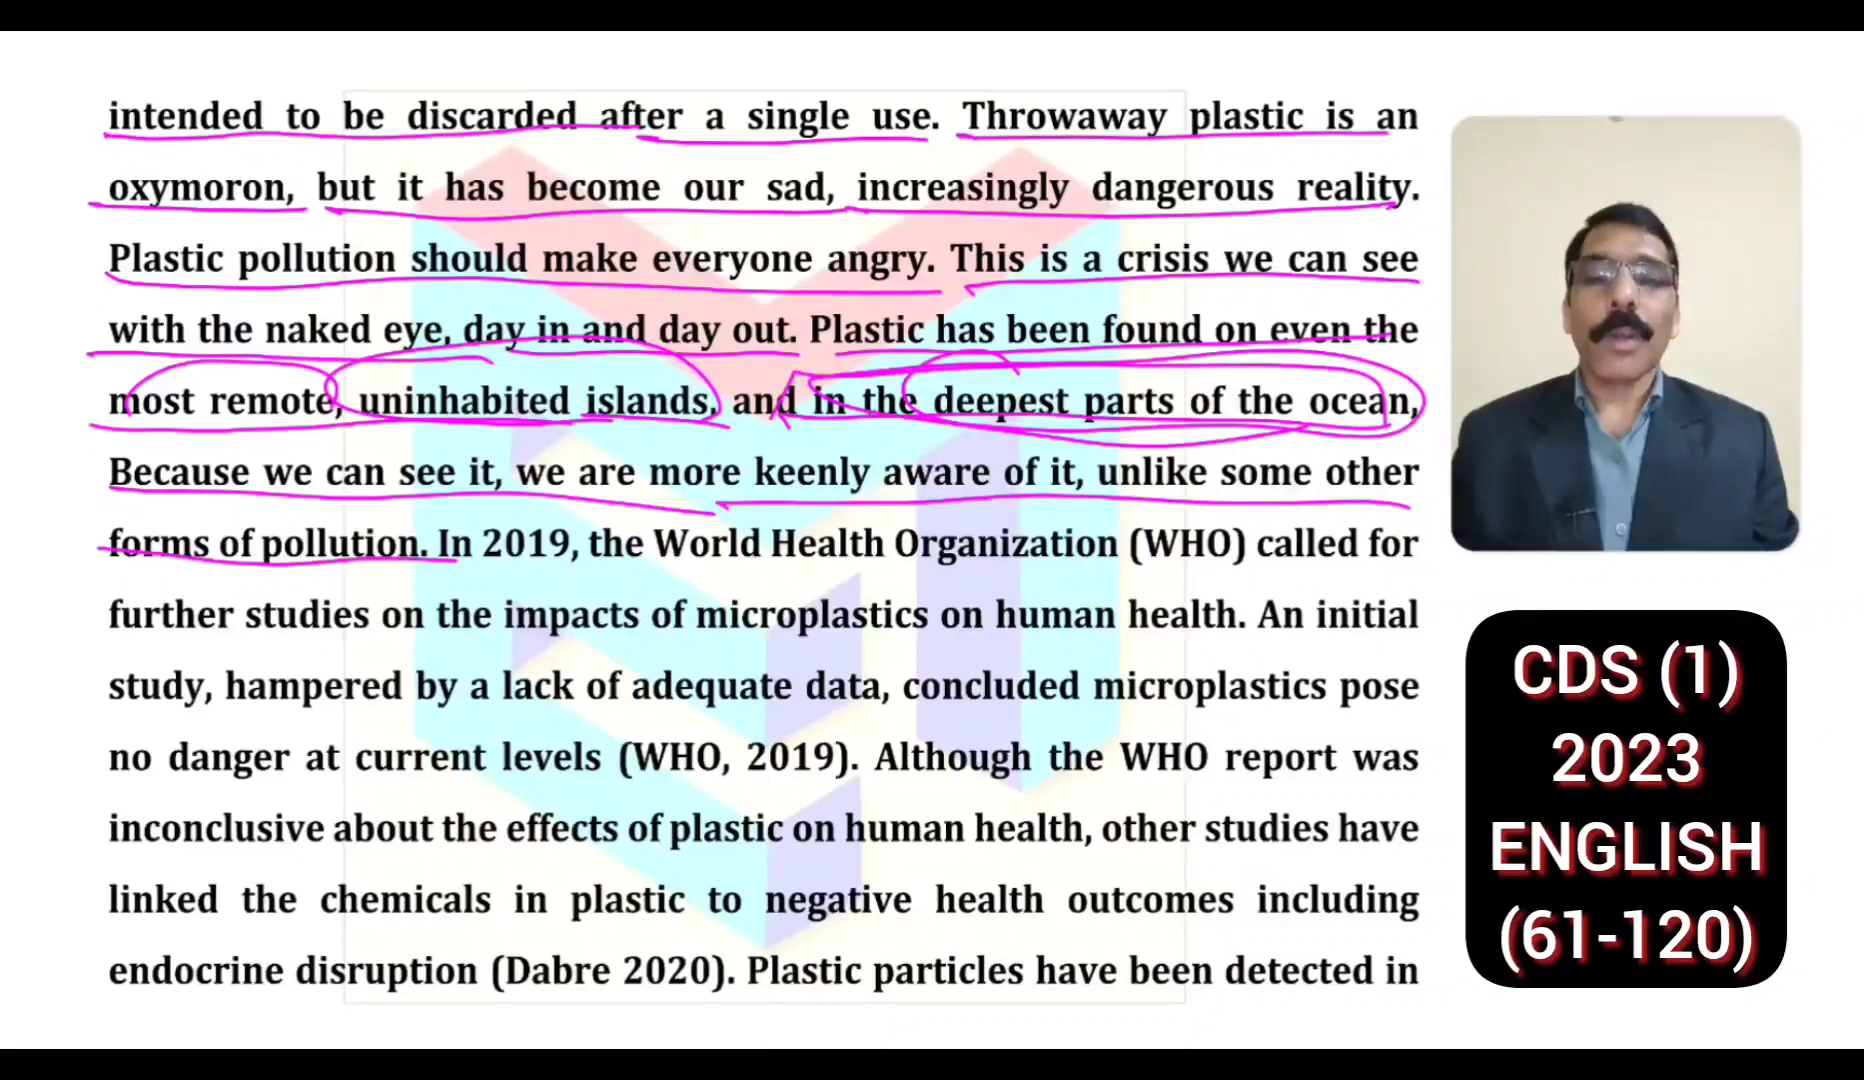 intended to be discarded after a single use. Throwaway plastic is an
oxymoron, but it has become our sad, increasingly dangerous reality.
Plastic pollution should make everyone angry. This is a crisis we can see
with the naked eye, day in and day out. Plastic has been found on even the
most remote, uninhabited islands, and in the deepest parts of the ocean,
Because we can see it, we are more keenly aware of it, unlike some other
forms of pollution. In 2019, the World Health Organization (WHO) called for
further studies on the impacts of microplastics on human health. An initial
study, hampered by a lack of adequate data, concluded microplastics pose
no danger at current levels (WHO, 2019). Although the WHO report was
inconclusive about the effects of plastic on human health, other studies have
linked the chemicals in plastic to negative health outcomes including
endocrine disruption (Dabre 2020). Plastic particles have been detected in
CDS (1)
2023
ENGLISH
(61-120)